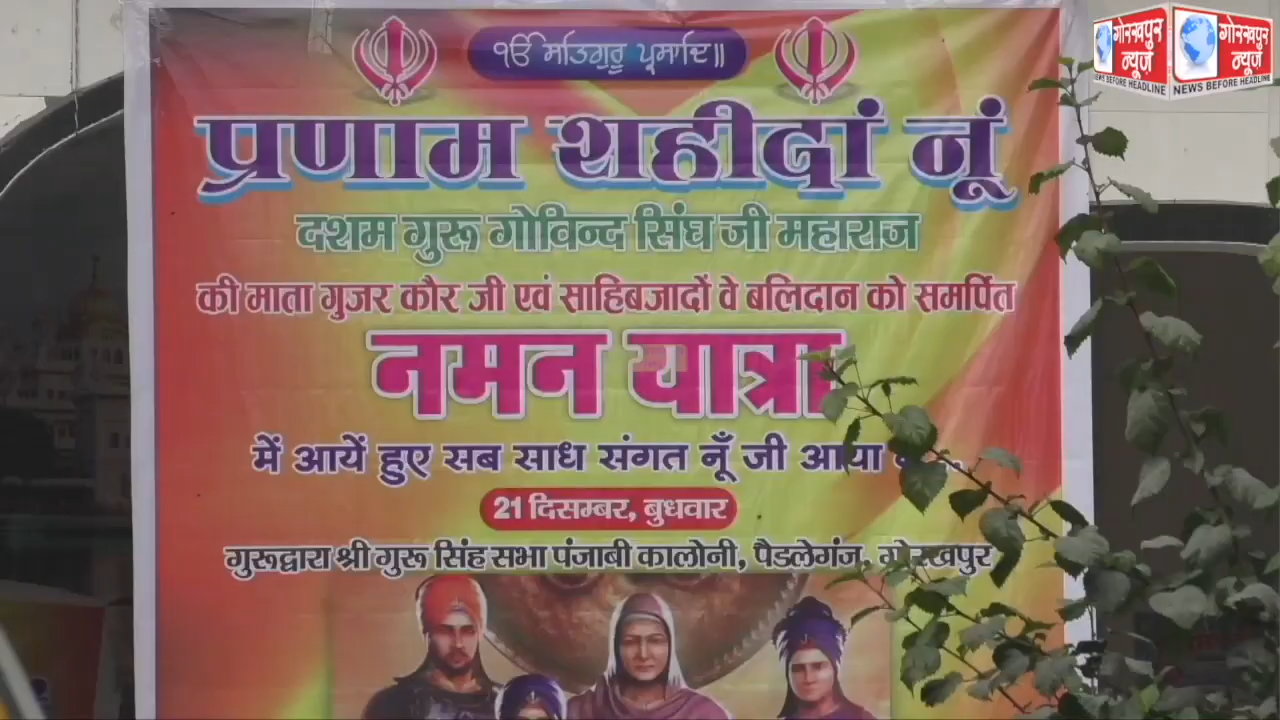 ੴ ਸਤਿਗੁਰੁ ਪ੍ਰਸਾਦਿ॥
प्रणाम शहीदां नूं
दशम गुरू गोविन्द सिंघ जी महाराज
की माता गुजर कौर जी एवं साहिबजादों वे बलिदान को समर्पित
नमन यात्रा
में आयें हुए सब साध संगत नूँ जी आया
21 दिसम्बर, बुधवार
गुरूद्वारा श्री गुरू सिंह सभा पंजाबी कालोनी, पैडलेगंज, गोरखपुर
गोरखपुर न्यूज़
NEWS BEFORE HEADLINE
गोरखपुर न्यूज़
NEWS BEFORE HEADLINE